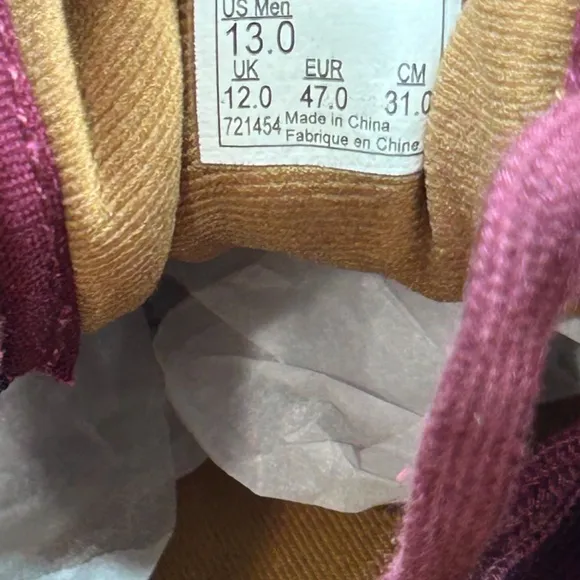 US Men
13.0
UK EUR CM
12.0 47.0 31.0
721454 Made in China
Fabrique en Chine